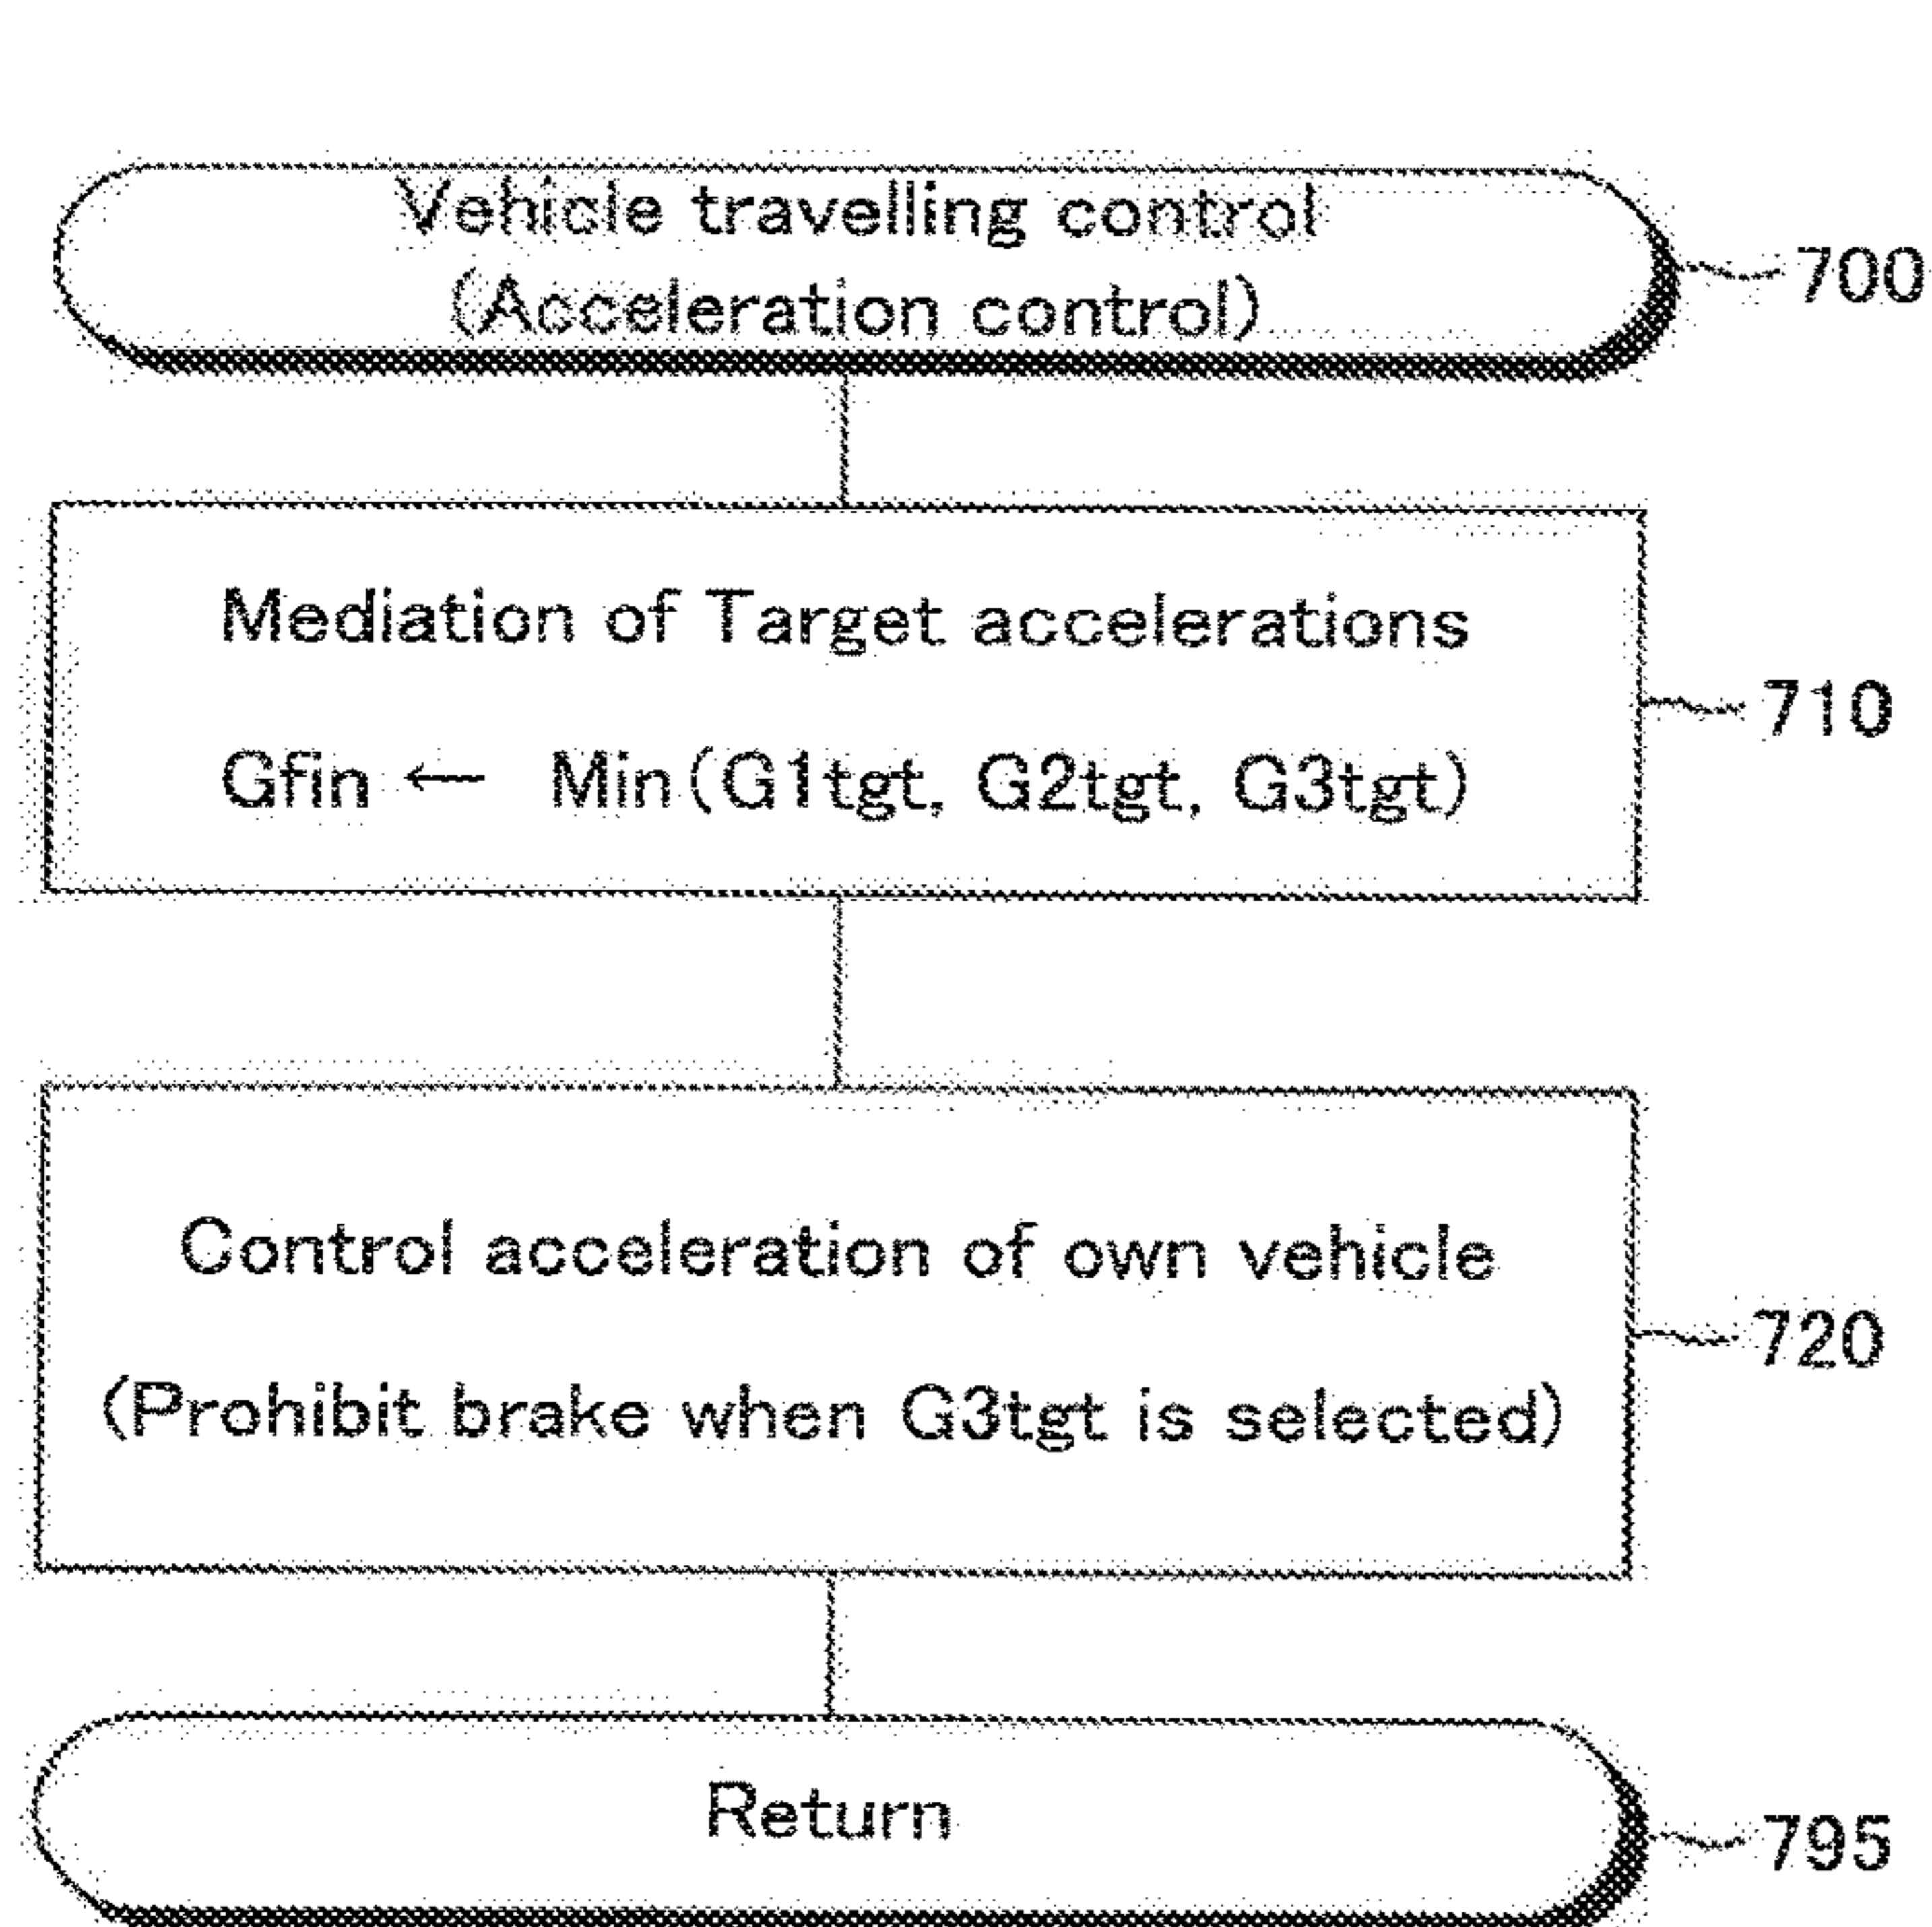 Vehicle travelling control
(Acceleration control)
700
Mediation of Target accelerations
Gfin ← Min(G1tgt, G2tgt, G3tgt)
710
Control acceleration of own vehicle
(Prohibit brake when G3tgt is selected)
720
Return
795